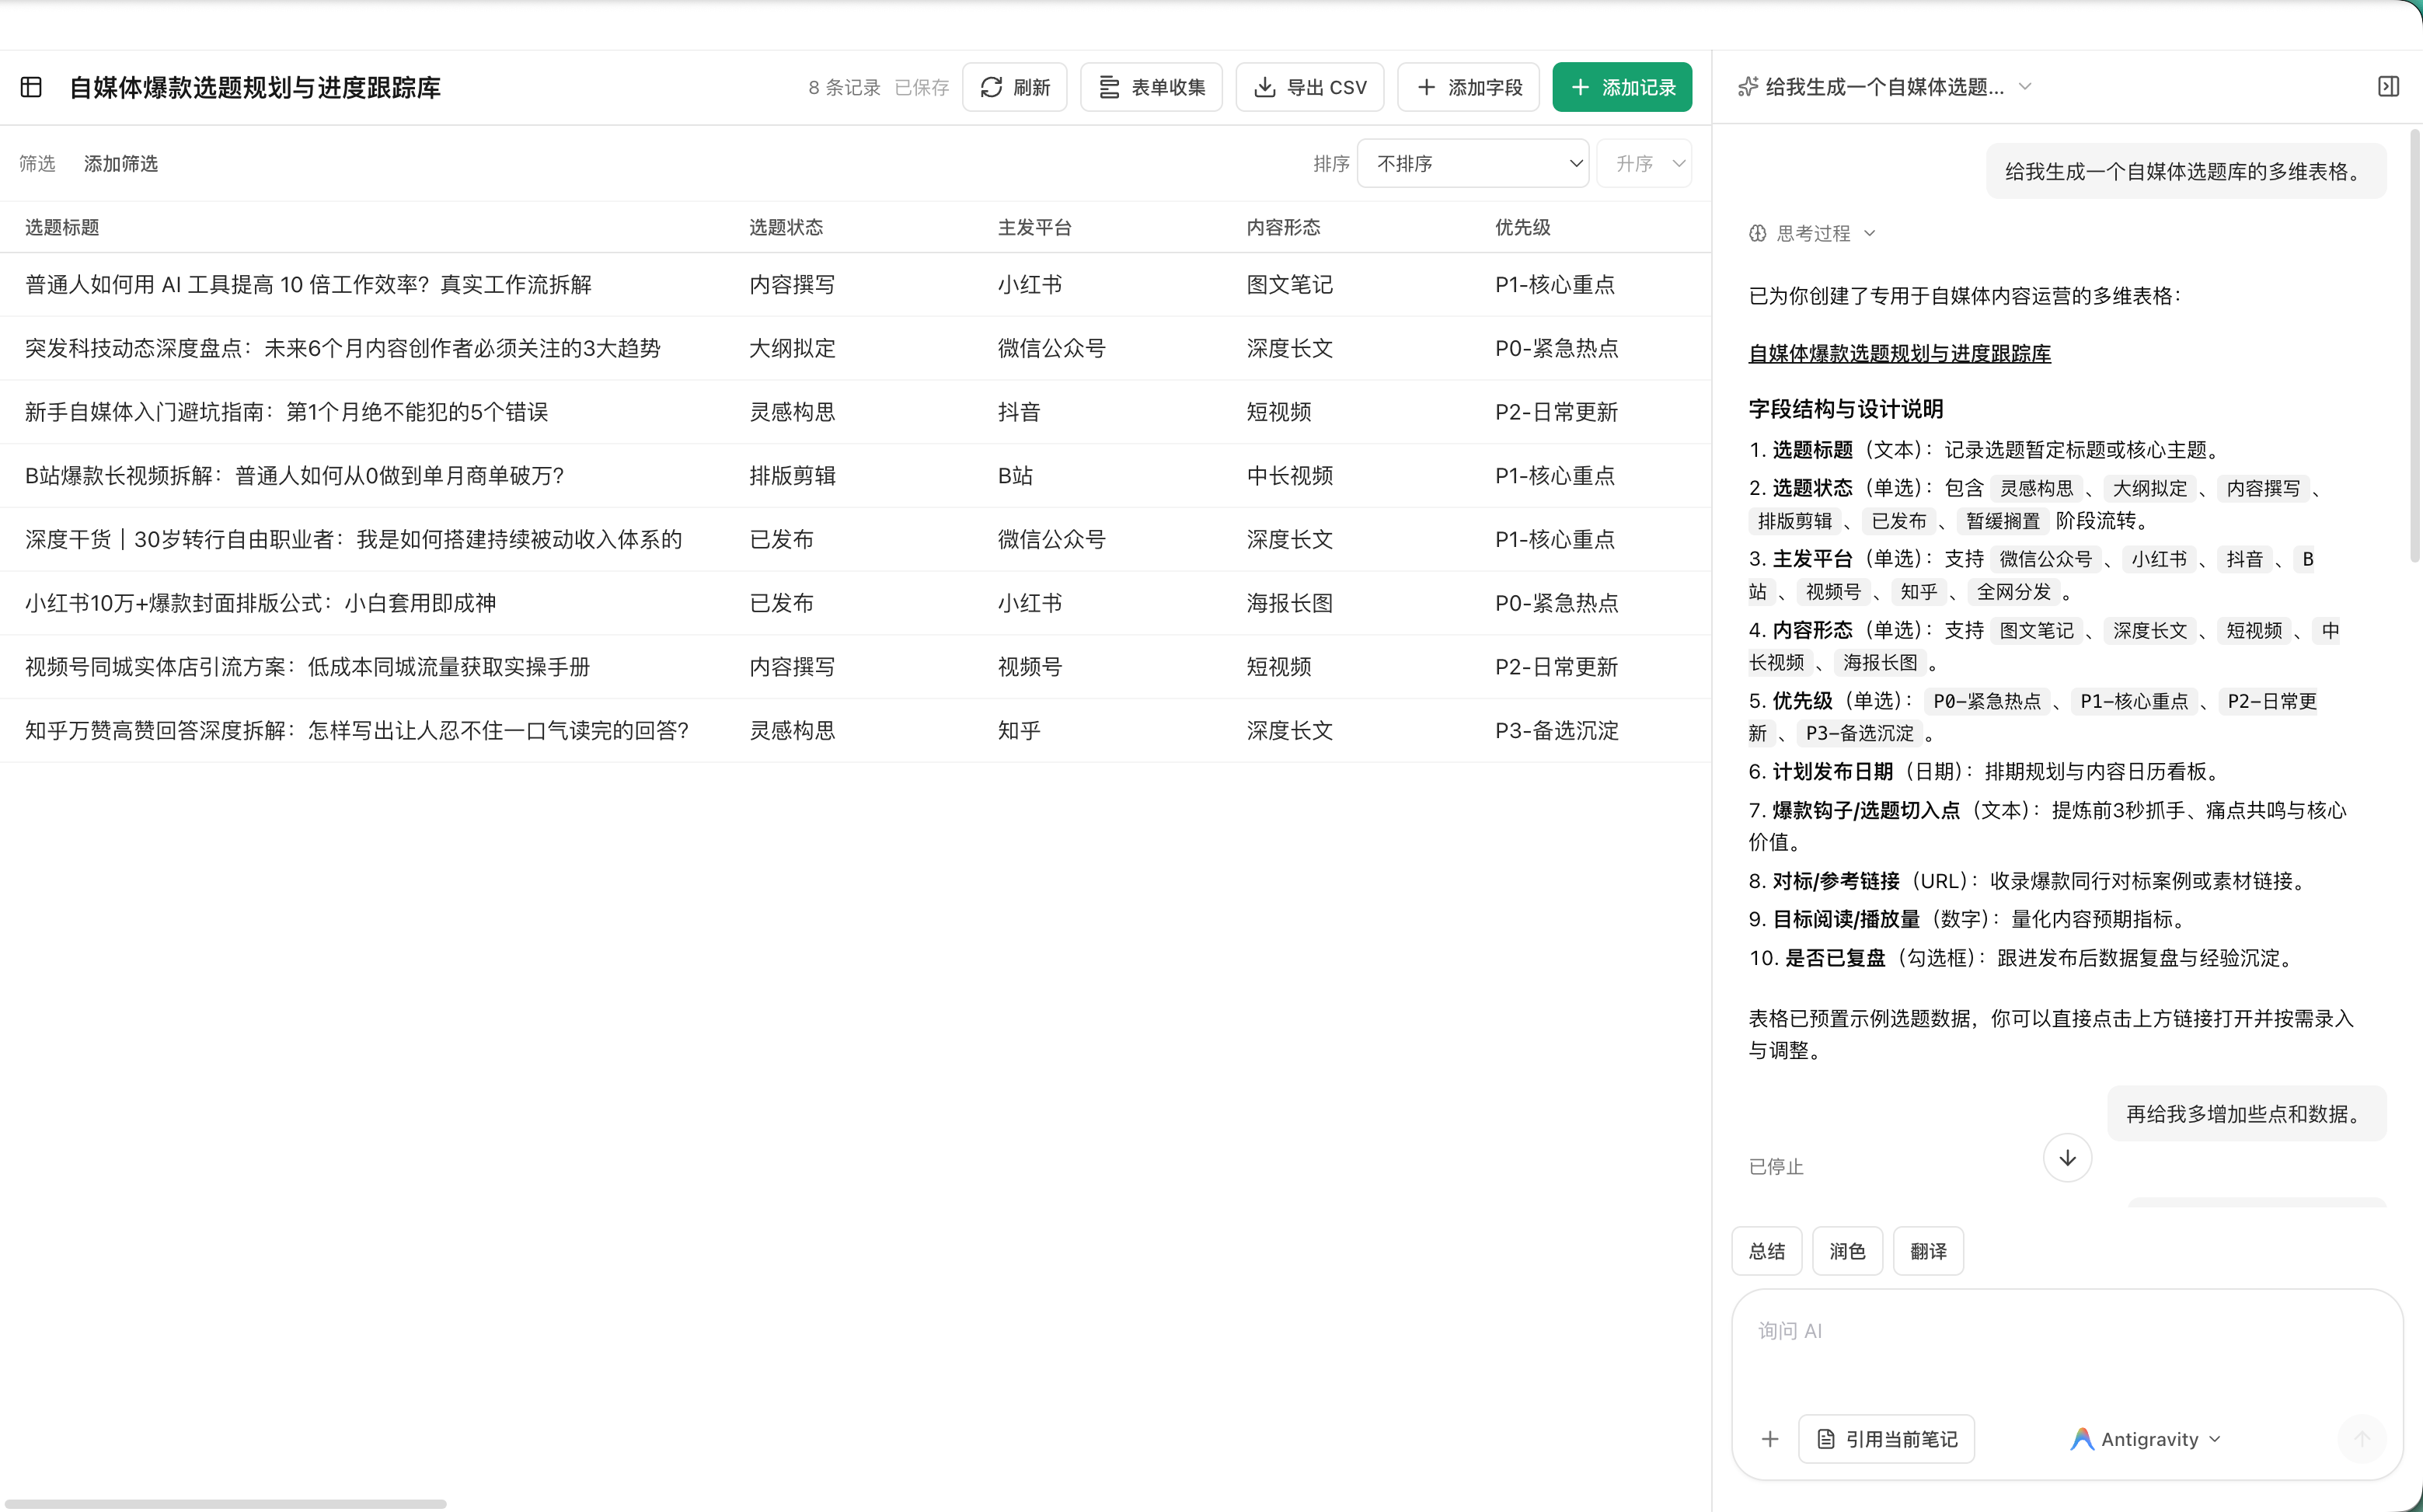 自媒体爆款选题规划与进度跟踪库
8 条记录 已保存 刷新 表单收集 导出 CSV 添加字段 添加记录
筛选 添加筛选 排序 不排序 升序
选题标题 选题状态 主发平台 内容形态 优先级
普通人如何用 AI 工具提高 10 倍工作效率？真实工作流拆解 内容撰写 小红书 图文笔记 P1-核心重点
突发科技动态深度盘点：未来6个月内容创作者必须关注的3大趋势 大纲拟定 微信公众号 深度长文 P0-紧急热点
新手自媒体入门避坑指南：第1个月绝不能犯的5个错误 灵感构思 抖音 短视频 P2-日常更新
B站爆款长视频拆解：普通人如何从0做到单月商单破万？ 排版剪辑 B站 中长视频 P1-核心重点
深度干货｜30岁转行自由职业者：我是如何搭建持续被动收入体系的 已发布 微信公众号 深度长文 P1-核心重点
小红书10万+爆款封面排版公式：小白套用即成神 已发布 小红书 海报长图 P0-紧急热点
视频号同城实体店引流方案：低成本同城流量获取实操手册 内容撰写 视频号 短视频 P2-日常更新
知乎万赞高赞回答深度拆解：怎样写出让人忍不住一口气读完的回答？ 灵感构思 知乎 深度长文 P3-备选沉淀
给我生成一个自媒体选题...
给我生成一个自媒体选题库的多维表格。
思考过程
已为你创建了专用于自媒体内容运营的多维表格：
自媒体爆款选题规划与进度跟踪库
字段结构与设计说明
1. 选题标题（文本）：记录选题暂定标题或核心主题。
2. 选题状态（单选）：包含 灵感构思 、 大纲拟定 、 内容撰写 、
排版剪辑 、 已发布 、 暂缓搁置 阶段流转。
3. 主发平台（单选）：支持 微信公众号 、 小红书 、 抖音 、 B
站 、 视频号 、 知乎 、 全网分发 。
4. 内容形态（单选）：支持 图文笔记 、 深度长文 、 短视频 、 中
长视频 、 海报长图 。
5. 优先级（单选）： P0-紧急热点 、 P1-核心重点 、 P2-日常更
新 、 P3-备选沉淀 。
6. 计划发布日期（日期）：排期规划与内容日历看板。
7. 爆款钩子/选题切入点（文本）：提炼前3秒抓手、痛点共鸣与核心
价值。
8. 对标/参考链接（URL）：收录爆款同行对标案例或素材链接。
9. 目标阅读/播放量（数字）：量化内容预期指标。
10. 是否已复盘（勾选框）：跟进发布后数据复盘与经验沉淀。
表格已预置示例选题数据，你可以直接点击上方链接打开并按需录入
与调整。
再给我多增加些点和数据。
已停止
总结 润色 翻译
询问 AI
引用当前笔记 Antigravity